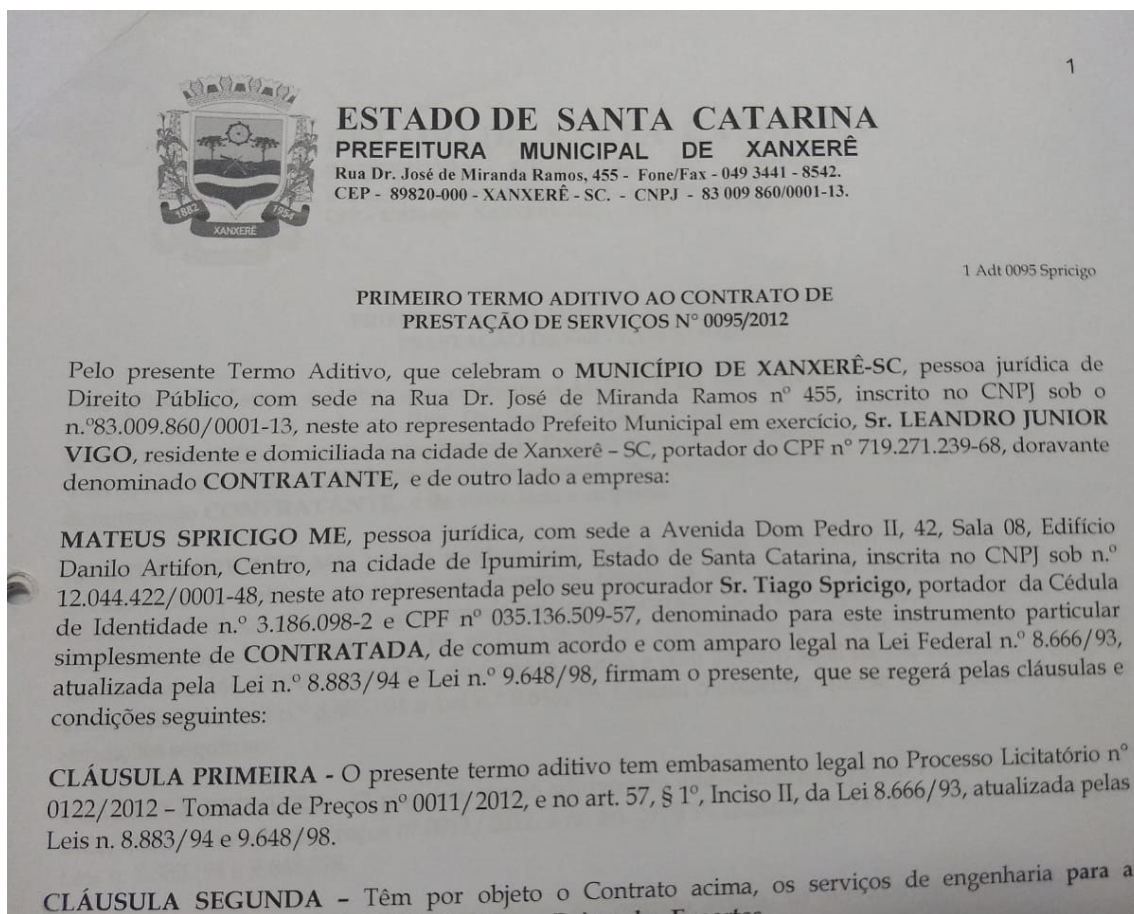 1
ESTADO DE SANTA CATARINA
PREFEITURA MUNICIPAL DE XANXERÊ
Rua Dr. José de Miranda Ramos, 455 - Fone/Fax - 049 3441 - 8542.
CEP - 89820-000 - XANXERÊ - SC. - CNPJ - 83 009 860/0001-13.
1882
1954
XANXERÊ
1 Adt 0095 Spricigo
PRIMEIRO TERMO ADITIVO AO CONTRATO DE
PRESTAÇÃO DE SERVIÇOS Nº 0095/2012
Pelo presente Termo Aditivo, que celebram o MUNICÍPIO DE XANXERÊ-SC, pessoa jurídica de
Direito Público, com sede na Rua Dr. José de Miranda Ramos nº 455, inscrito no CNPJ sob o
n.º83.009.860/0001-13, neste ato representado Prefeito Municipal em exercício, Sr. LEANDRO JUNIOR
VIGO, residente e domiciliada na cidade de Xanxerê – SC, portador do CPF nº 719.271.239-68, doravante
denominado CONTRATANTE, e de outro lado a empresa:
MATEUS SPRICIGO ME, pessoa jurídica, com sede a Avenida Dom Pedro II, 42, Sala 08, Edifício
Danilo Artifon, Centro, na cidade de Ipumirim, Estado de Santa Catarina, inscrita no CNPJ sob n.º
12.044.422/0001-48, neste ato representada pelo seu procurador Sr. Tiago Spricigo, portador da Cédula
de Identidade n.º 3.186.098-2 e CPF nº 035.136.509-57, denominado para este instrumento particular
simplesmente de CONTRATADA, de comum acordo e com amparo legal na Lei Federal n.º 8.666/93,
atualizada pela Lei n.º 8.883/94 e Lei n.º 9.648/98, firmam o presente, que se regerá pelas cláusulas e
condições seguintes:
CLÁUSULA PRIMEIRA - O presente termo aditivo tem embasamento legal no Processo Licitatório nº
0122/2012 – Tomada de Preços nº 0011/2012, e no art. 57, § 1º, Inciso II, da Lei 8.666/93, atualizada pelas
Leis n. 8.883/94 e 9.648/98.
CLÁUSULA SEGUNDA – Têm por objeto o Contrato acima, os serviços de engenharia para a